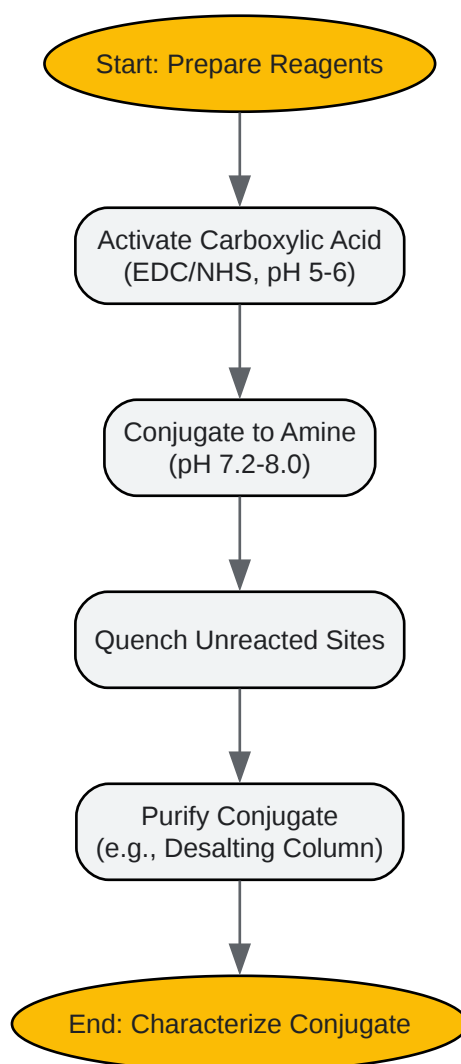 Start: Prepare Reagents
Activate Carboxylic Acid
(EDC/NHS, pH 5-6)
Conjugate to Amine
(pH 7.2-8.0)
Quench Unreacted Sites
Purify Conjugate
(e.g., Desalting Column)
End: Characterize Conjugate